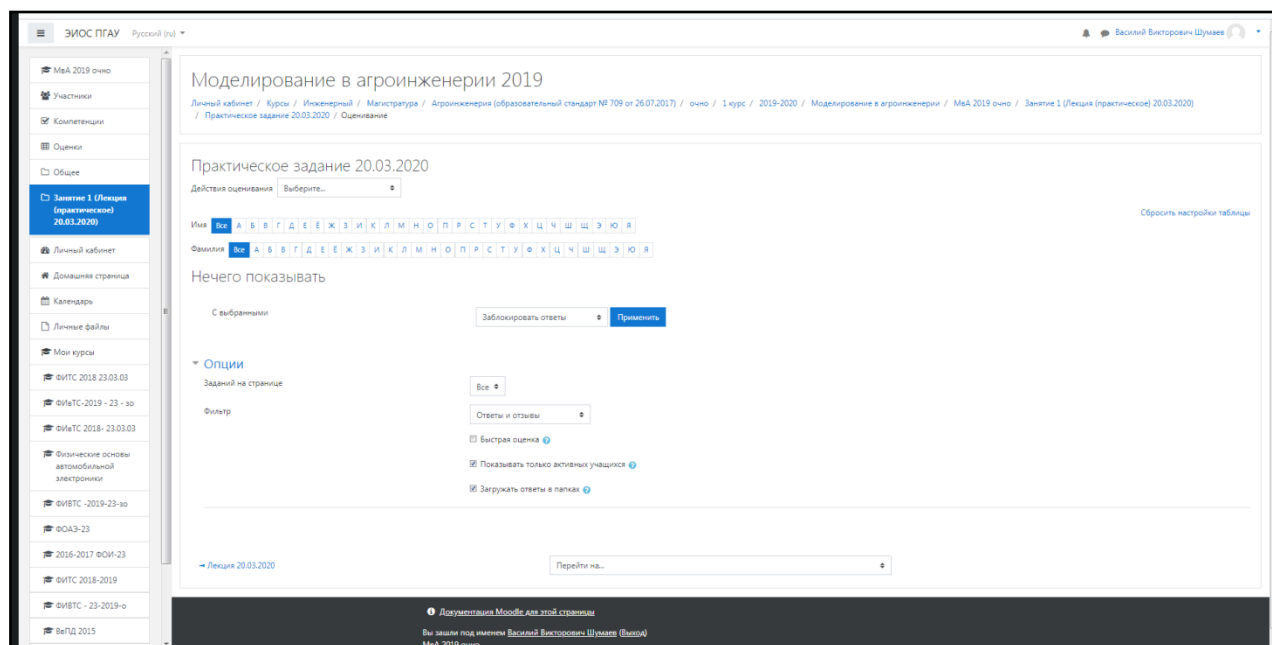 ЭИОС ПГАУ Русский (ru)
Василий Викторович Шумаев
МвА 2019 очно
Участники
Компетенции
Оценки
Общее
Занятие 1 (Лекция
(практическое)
20.03.2020)
Личный кабинет
Домашняя страница
Календарь
Личные файлы
Мои курсы
ФИТС 2018 23.03.03
ФИвТС-2019 - 23 - зо
ФИвТС 2018- 23.03.03
Физические основы
автомобильной
электроники
ФИВТС -2019-23-зо
ФОАЭ-23
2016-2017 ФОИ-23
ФИТС 2018-2019
ФИВТС - 23-2019-о
ВвПД 2015
Моделирование в агроинженерии 2019
Личный кабинет / Курсы / Инженерный / Магистратура / Агроинженерия (образовательный стандарт № 709 от 26.07.2017) / очно / 1 курс / 2019-2020 / Моделирование в агроинженерии / МвА 2019 очно / Занятие 1 (Лекция (практическое) 20.03.2020)
/ Практическое задание 20.03.2020 / Оценивание
Практическое задание 20.03.2020
Действия оценивания Выберите...
Сбросить настройки таблицы
Имя Все А Б В Г Д Е Ё Ж З И К Л М Н О П Р С Т У Ф Х Ц Ч Ш Щ Э Ю Я
Фамилия Все А Б В Г Д Е Ё Ж З И К Л М Н О П Р С Т У Ф Х Ц Ч Ш Щ Э Ю Я
Нечего показывать
С выбранными Заблокировать ответы Применить
Опции
Заданий на странице Все
Фильтр Ответы и отзывы
Быстрая оценка
Показывать только активных учащихся
Загружать ответы в папках
→ Лекция 20.03.2020 Перейти на...
Документация Moodle для этой страницы
Вы зашли под именем Василий Викторович Шумаев (Выход)
МвА 2019 очно